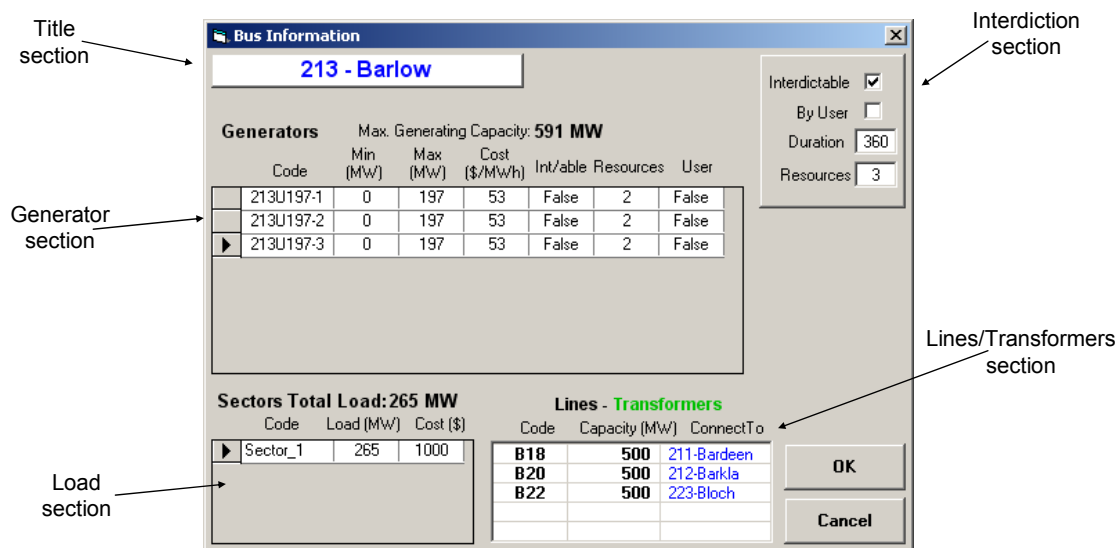 Title
section
Interdiction
section
Bus Information
213 - Barlow
Interdictable
By User
Duration 360
Resources 3
Generators Max. Generating Capacity: 591 MW
Code Min (MW) Max (MW) Cost ($/MWh) Int/able Resources User
213U197-1 0 197 53 False 2 False
213U197-2 0 197 53 False 2 False
213U197-3 0 197 53 False 2 False
Generator
section
Lines/Transformers
section
Sectors Total Load: 265 MW
Code Load (MW) Cost ($)
Sector_1 265 1000
Lines - Transformers
Code Capacity (MW) ConnectTo
B18 500 211-Bardeen
B20 500 212-Barkla
B22 500 223-Bloch
OK
Cancel
Load
section